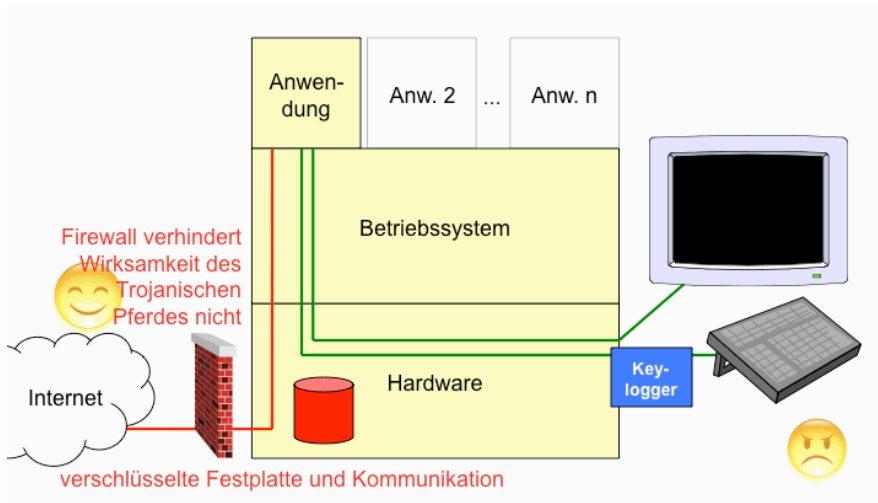 Anwen-
dung
Anw. 2
...
Anw. n
Betriebssystem
Firewall verhindert
Wirksamkeit des
Trojanischen
Pferdes nicht
Internet
Hardware
Key-
logger
verschlüsselte Festplatte und Kommunikation